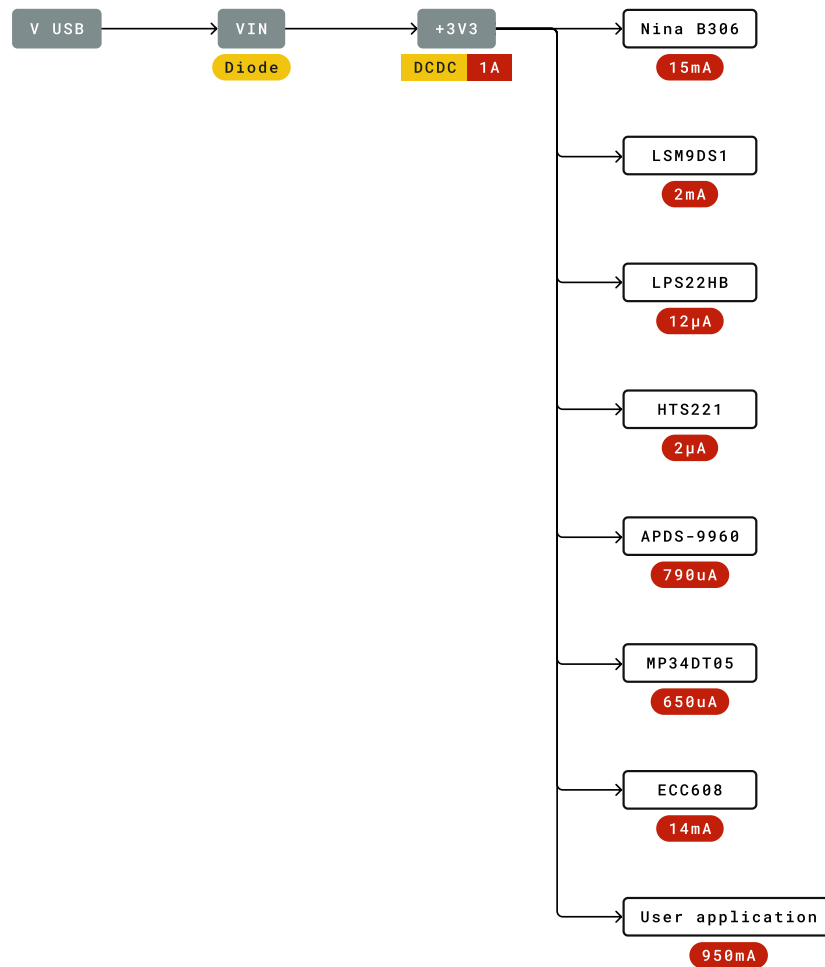 V USB
VIN
+3V3
Nina B306
Diode
DCDC 1A
15mA
LSM9DS1
2mA
LPS22HB
12µA
HTS221
2µA
APDS-9960
790uA
MP34DT05
650uA
ECC608
14mA
User application
950mA